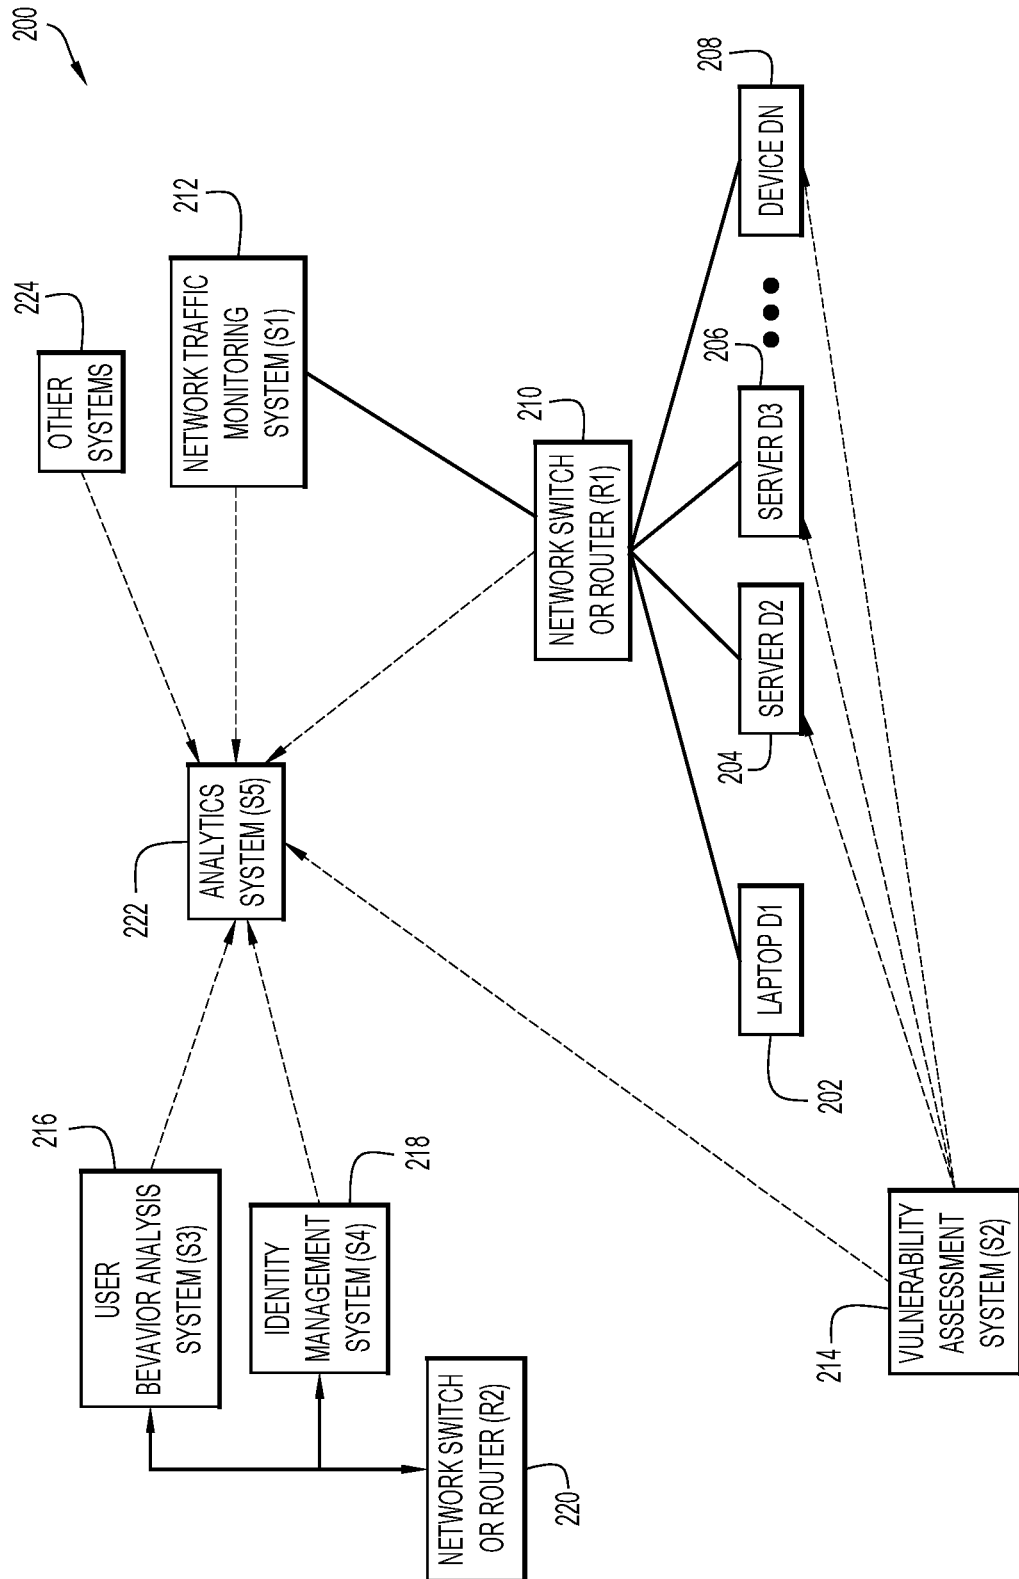 200
224
OTHER
SYSTEMS
212
NETWORK TRAFFIC
MONITORING
SYSTEM (S1)
216
USER
BEVAVIOR ANALYSIS
SYSTEM (S3)
222
ANALYTICS
SYSTEM (S5)
218
IDENTITY
MANAGEMENT
SYSTEM (S4)
NETWORK SWITCH
OR ROUTER (R2)
220
210
NETWORK SWITCH
OR ROUTER (R1)
202
LAPTOP D1
204
SERVER D2
206
SERVER D3
208
DEVICE DN
214
VULNERABILITY
ASSESSMENT
SYSTEM (S2)